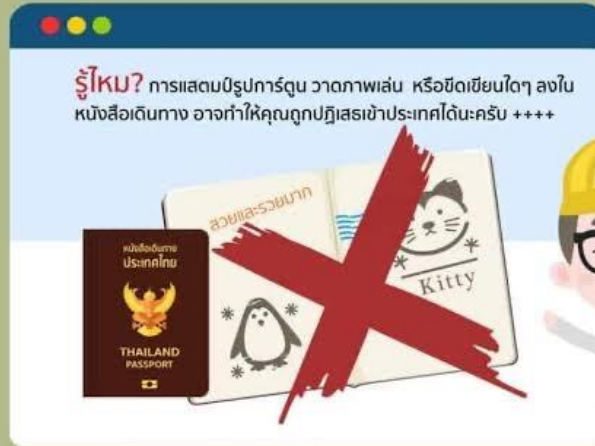 รู้ไหม? การแสตมป์รูปการ์ตูน วาดภาพเล่น หรือขีดเขียนใดๆ ลงใน
หนังสือเดินทาง อาจทำให้คุณถูกปฏิเสธเข้าประเทศได้นะครับ ++++
สวยและรวยมาก
หนังสือเดินทาง
ประเทศไทย
Kitty
THAILAND
PASSPORT